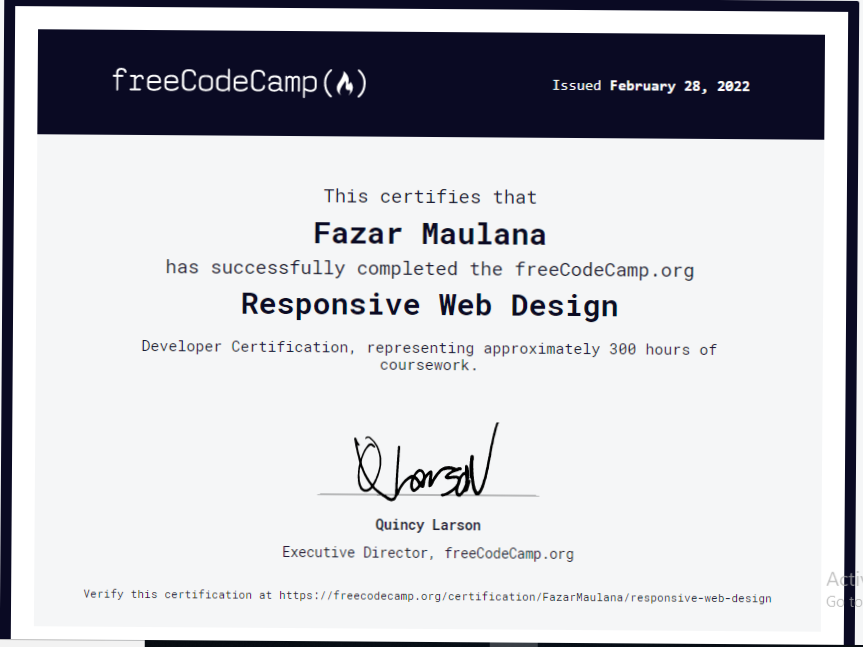 freeCodeCamp
Issued February 28, 2022
This certifies that
Fazar Maulana
has successfully completed the freeCodeCamp.org
Responsive Web Design
Developer Certification, representing approximately 300 hours of
coursework.
Quincy Larson
Executive Director, freeCodeCamp.org
Verify this certification at https://freecodecamp.org/certification/FazarMaulana/responsive-web-design
Go to